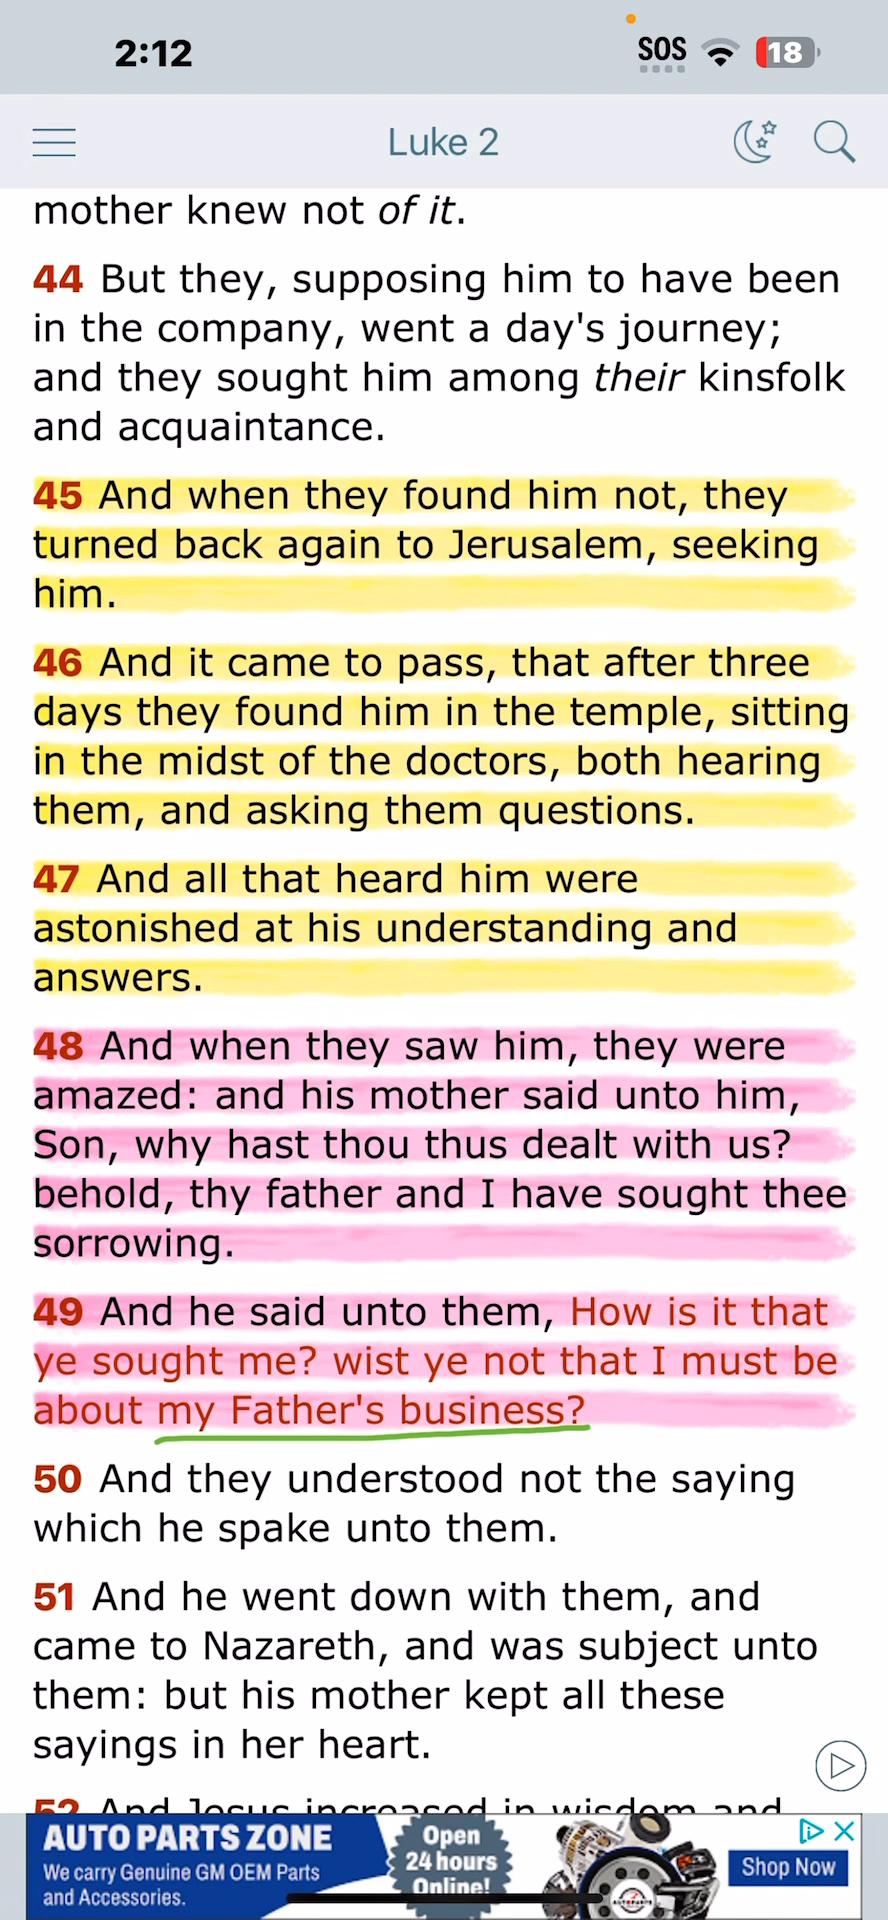 2:12
SOS
18
Luke 2
mother knew not of it.
44 But they, supposing him to have been
in the company, went a day's journey;
and they sought him among their kinsfolk
and acquaintance.
45 And when they found him not, they
turned back again to Jerusalem, seeking
him.
46 And it came to pass, that after three
days they found him in the temple, sitting
in the midst of the doctors, both hearing
them, and asking them questions.
47 And all that heard him were
astonished at his understanding and
answers.
48 And when they saw him, they were
amazed: and his mother said unto him,
Son, why hast thou thus dealt with us?
behold, thy father and I have sought thee
sorrowing.
49 And he said unto them, How is it that
ye sought me? wist ye not that I must be
about my Father's business?
50 And they understood not the saying
which he spake unto them.
51 And he went down with them, and
came to Nazareth, and was subject unto
them: but his mother kept all these
sayings in her heart.
52 And Jesus increased in wisdom and
AUTO PARTS ZONE
We carry Genuine GM OEM Parts
and Accessories.
Open
24 hours
Online!
Shop Now